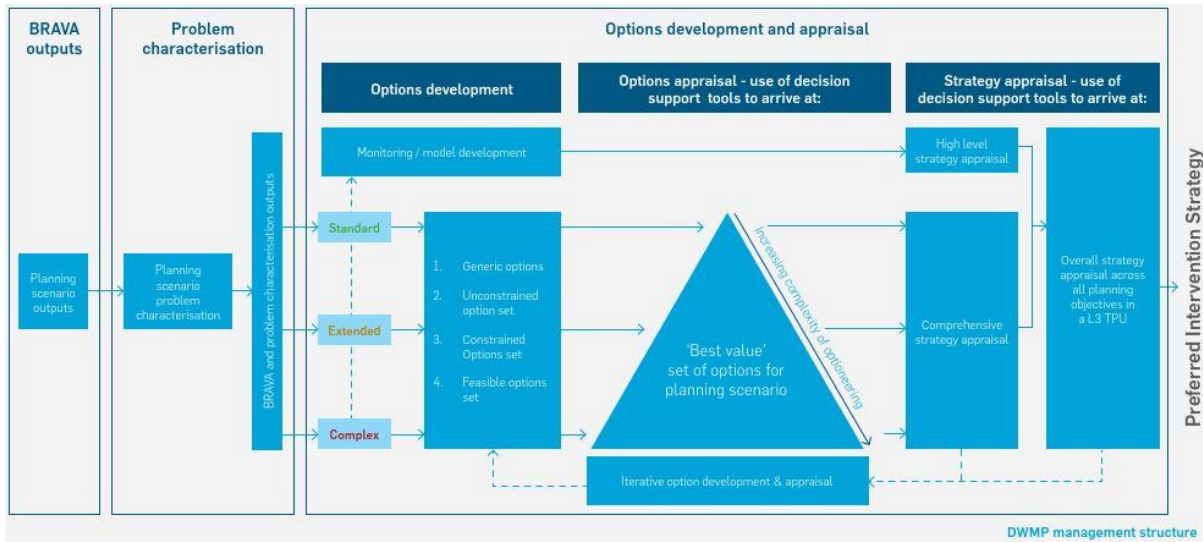 BRAVA
outputs
Problem
characterisation
Options development and appraisal
Options development
Options appraisal - use of decision
support tools to arrive at:
Strategy appraisal - use of
decision support tools to arrive at:
Monitoring / model development
High level
strategy appraisal
BRAVA and problem characterisation outputs
Standard
Extended
Complex
Planning
scenario
outputs
Planning
scenario
problem
characterisation
1. Generic options
2. Unconstrained
option set
3. Constrained
Options set
4. Feasible options
set
'Best value'
set of options for
planning scenario
Increasing complexity of optioneering
Comprehensive
strategy appraisal
Overall strategy
appraisal across
all planning
objectives in
a L3 TPU
Preferred Intervention Strategy
Iterative option development & appraisal
DWMP management structure